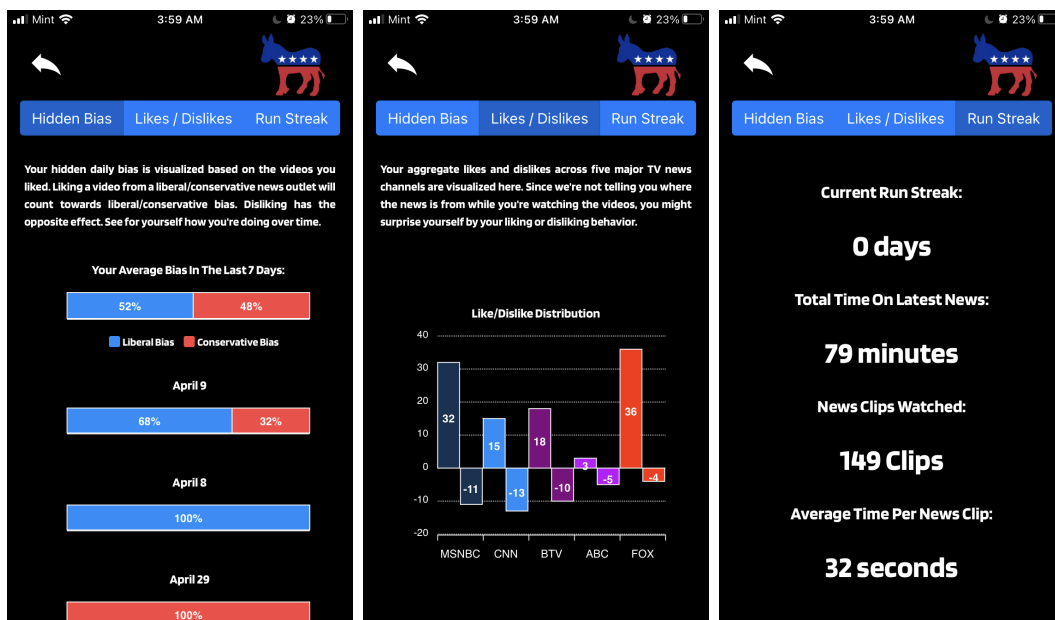 Mint 3:59 AM 23%
Hidden Bias Likes / Dislikes Run Streak
Your hidden daily bias is visualized based on the videos you
liked. Liking a video from a liberal/conservative news outlet will
count towards liberal/conservative bias. Disliking has the
opposite effect. See for yourself how you're doing over time.
Your Average Bias In The Last 7 Days:
52% 48%
Liberal Bias Conservative Bias
April 9
68% 32%
April 8
100%
April 29
100%
Mint 3:59 AM 23%
Hidden Bias Likes / Dislikes Run Streak
Your aggregate likes and dislikes across five major TV news
channels are visualized here. Since we're not telling you where
the news is from while you're watching the videos, you might
surprise yourself by your liking or disliking behavior.
Like/Dislike Distribution
40
30
20
10
0
-10
-20
32 -11 15 -13 18 -10 3 -5 36 -4
MSNBC CNN BTV ABC FOX
Mint 3:59 AM 23%
Hidden Bias Likes / Dislikes Run Streak
Current Run Streak:
0 days
Total Time On Latest News:
79 minutes
News Clips Watched:
149 Clips
Average Time Per News Clip:
32 seconds